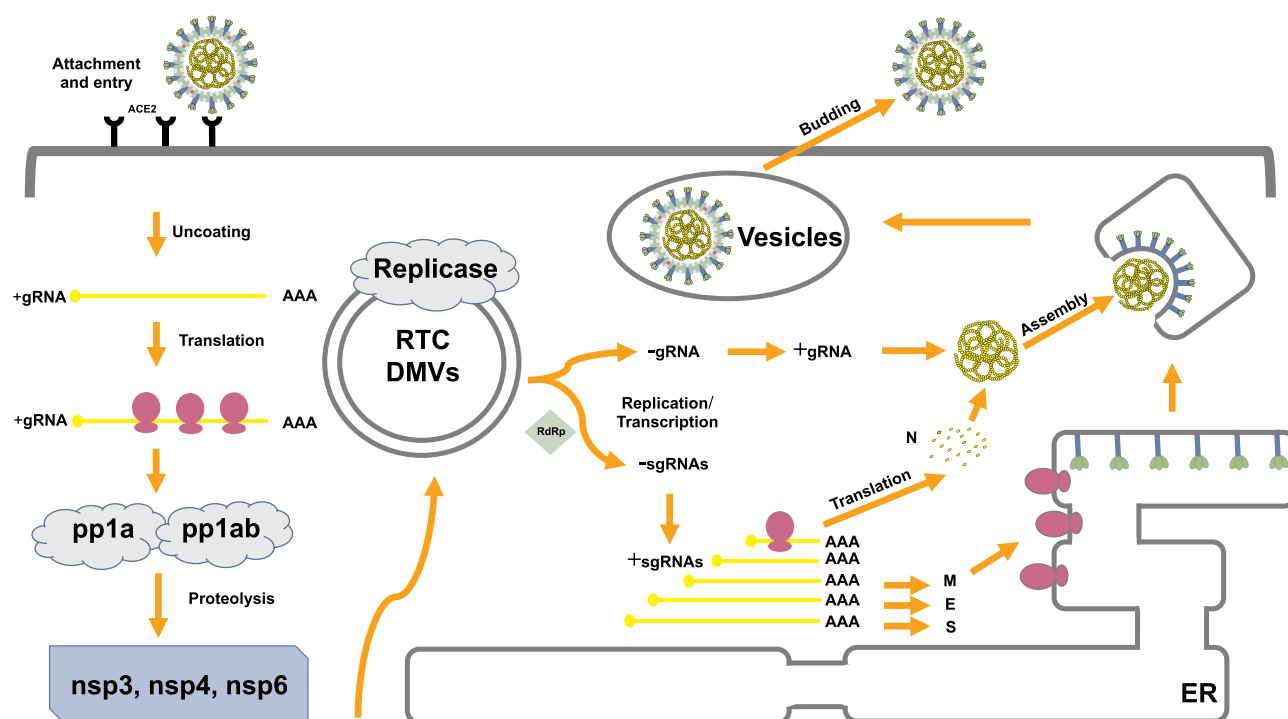 Attachment
and entry
ACE2
Budding
Uncoating
Vesicles
+gRNA
AAA
Replicase
RTC
DMVs
Translation
-gRNA
+gRNA
Assembly
+gRNA
AAA
Replication/
Transcription
RdRp
N
-sgRNAs
Translation
pp1a
pp1ab
+sgRNAs
AAA
AAA
AAA
AAA
AAA
M
E
S
Proteolysis
nsp3, nsp4, nsp6
ER